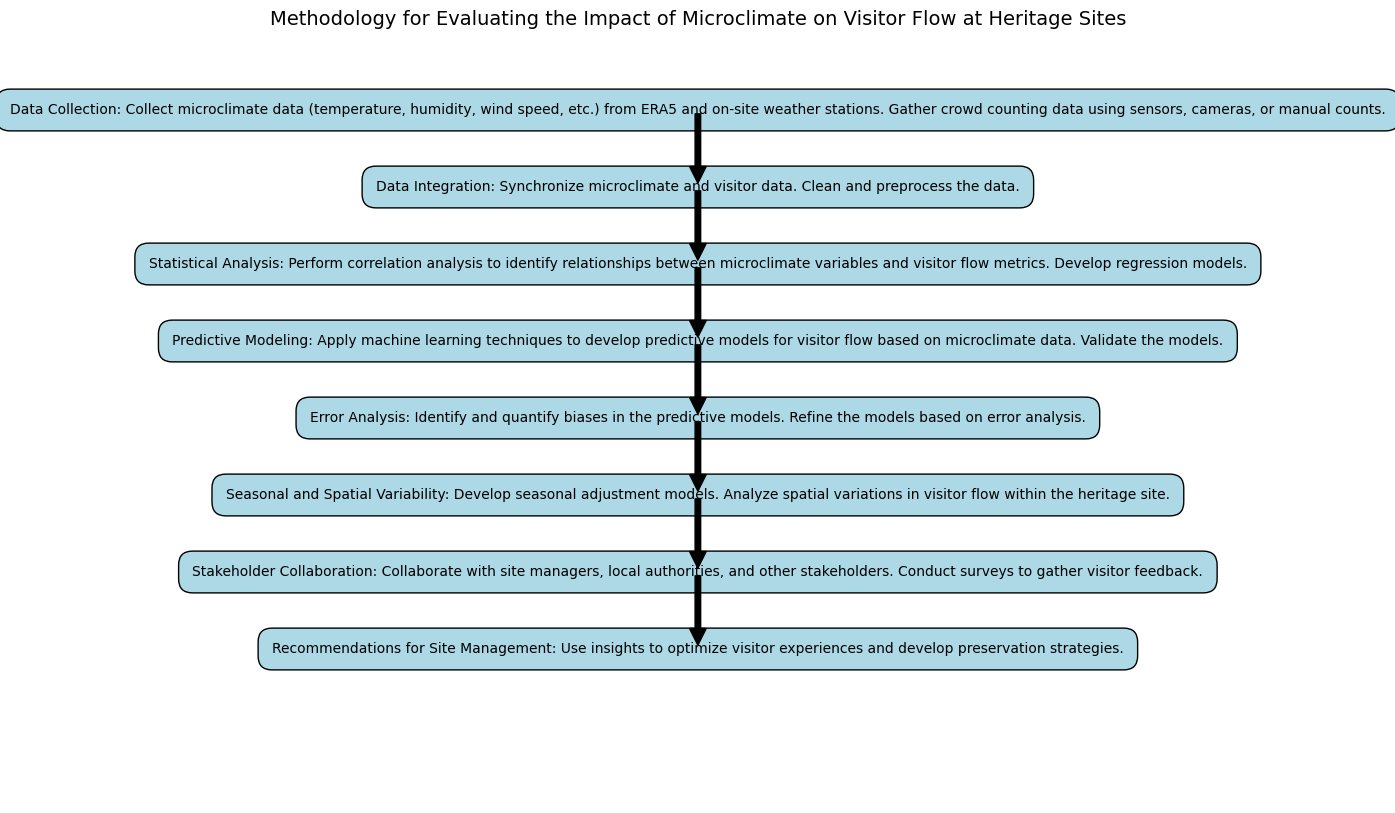 Methodology for Evaluating the Impact of Microclimate on Visitor Flow at Heritage Sites
Data Collection: Collect microclimate data (temperature, humidity, wind speed, etc.) from ERA5 and on-site weather stations. Gather crowd counting data using sensors, cameras, or manual counts.
Data Integration: Synchronize microclimate and visitor data. Clean and preprocess the data.
Statistical Analysis: Perform correlation analysis to identify relationships between microclimate variables and visitor flow metrics. Develop regression models.
Predictive Modeling: Apply machine learning techniques to develop predictive models for visitor flow based on microclimate data. Validate the models.
Error Analysis: Identify and quantify biases in the predictive models. Refine the models based on error analysis.
Seasonal and Spatial Variability: Develop seasonal adjustment models. Analyze spatial variations in visitor flow within the heritage site.
Stakeholder Collaboration: Collaborate with site managers, local authorities, and other stakeholders. Conduct surveys to gather visitor feedback.
Recommendations for Site Management: Use insights to optimize visitor experiences and develop preservation strategies.